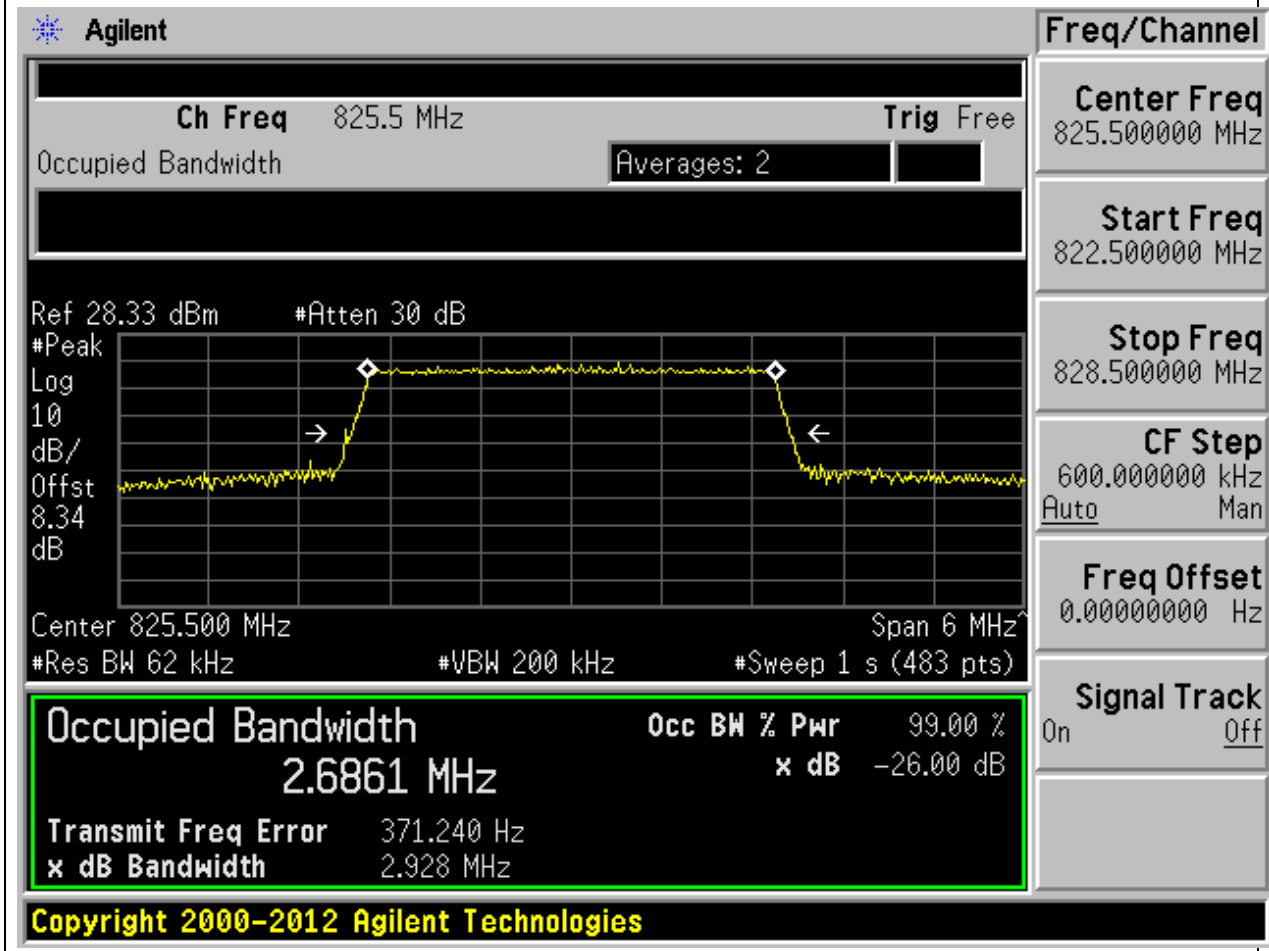 Agilent
Freq/Channel
Ch Freq 825.5 MHz Trig Free
Occupied Bandwidth Averages: 2
Center Freq
825.500000 MHz
Start Freq
822.500000 MHz
Stop Freq
828.500000 MHz
CF Step
600.000000 kHz
Auto Man
Freq Offset
0.00000000 Hz
Signal Track
On Off
Ref 28.33 dBm #Atten 30 dB
#Peak
Log
10
dB/
Offst
8.34
dB
Center 825.500 MHz Span 6 MHz^
#Res BW 62 kHz #VBW 200 kHz #Sweep 1 s (483 pts)
Occupied Bandwidth
2.6861 MHz
Occ BW % Pwr 99.00 %
x dB -26.00 dB
Transmit Freq Error 371.240 Hz
x dB Bandwidth 2.928 MHz
Copyright 2000-2012 Agilent Technologies